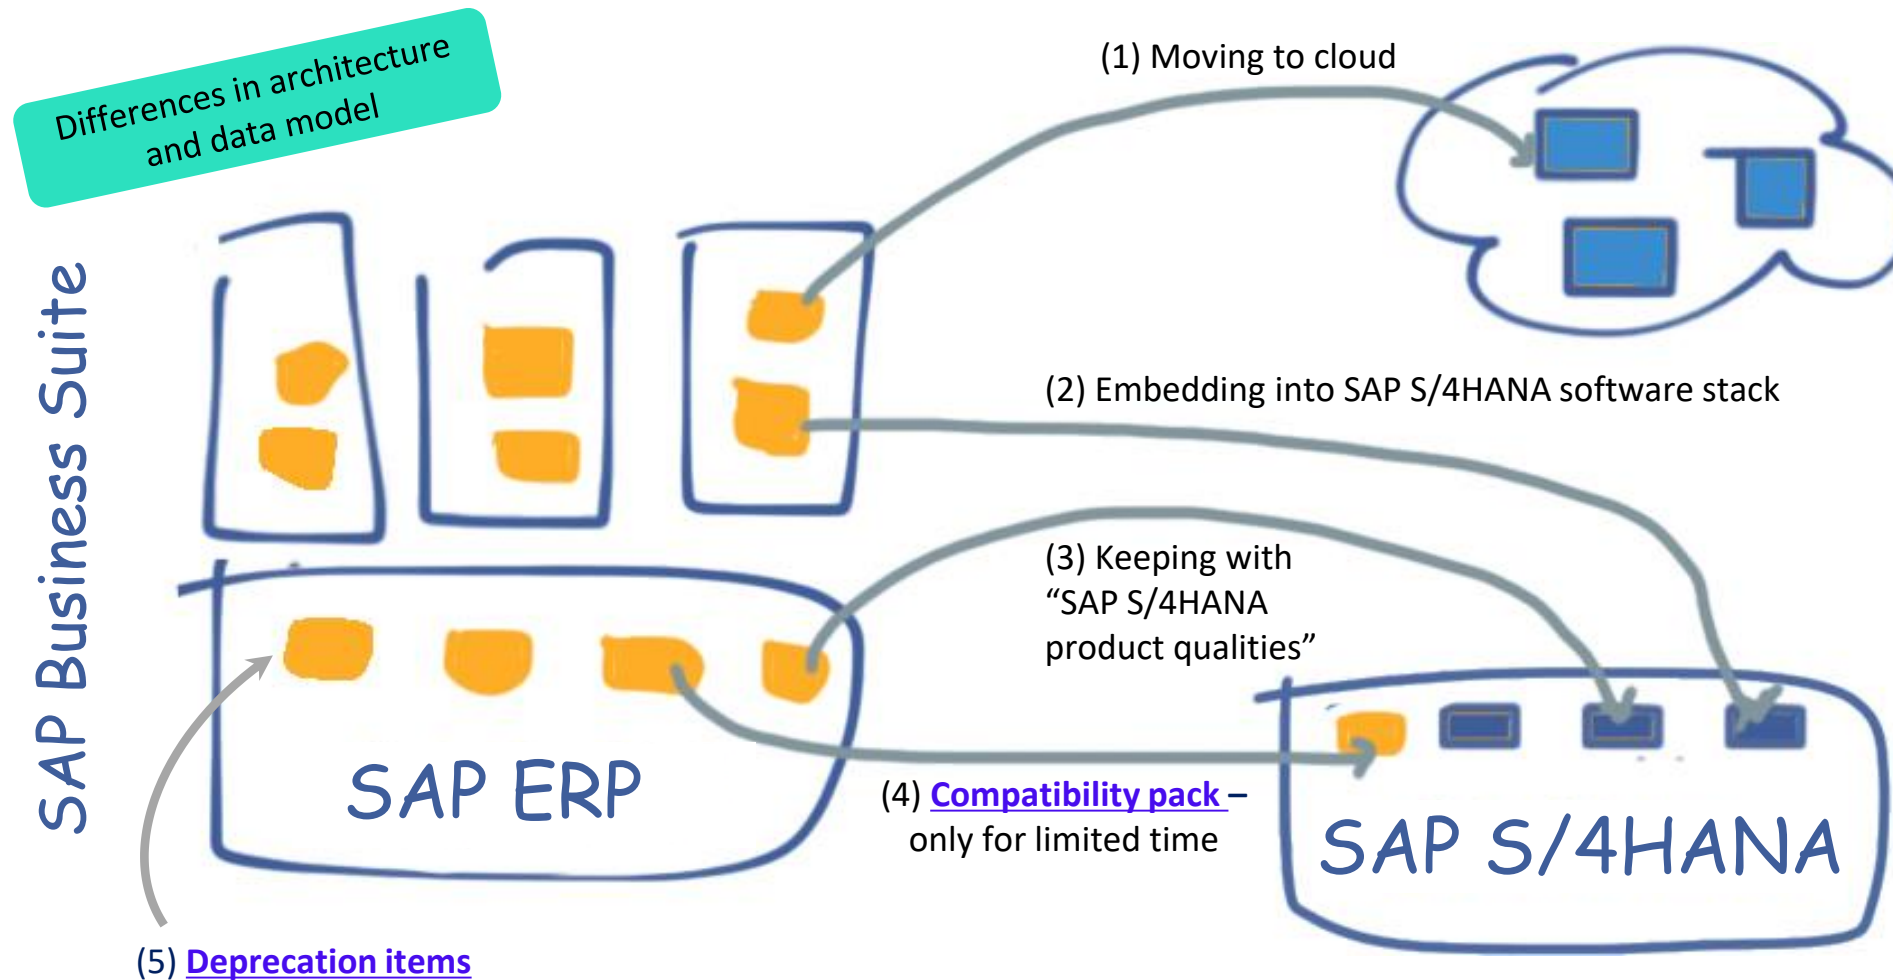 Differences in architecture
and data model
(1) Moving to cloud
SAP Business Suite
(2) Embedding into SAP S/4HANA software stack
(3) Keeping with
“SAP S/4HANA
product qualities”
SAP ERP
(4) Compatibility pack –
only for limited time
SAP S/4HANA
(5) Deprecation items